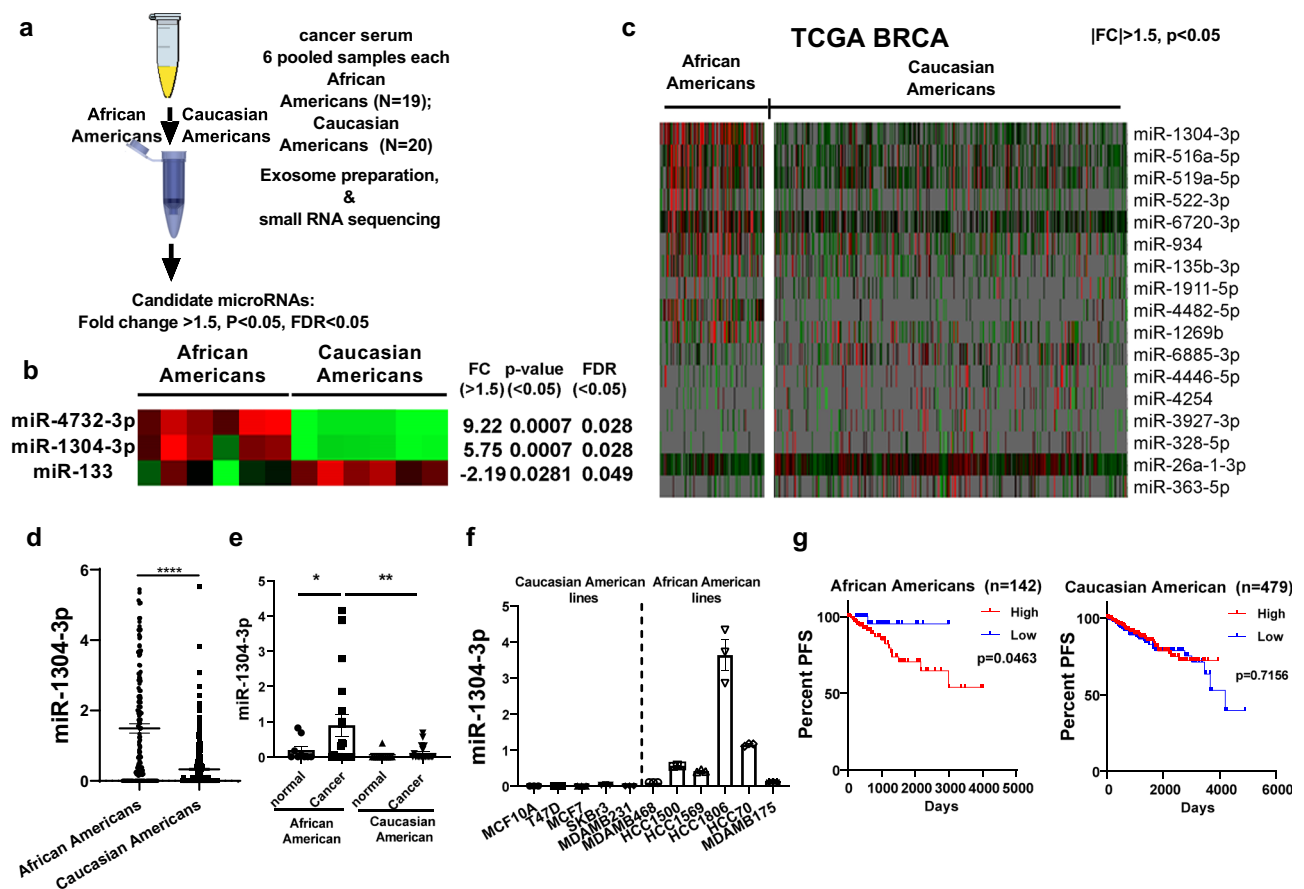 a
cancer serum
6 pooled samples each
African
Americans (N=19);
Caucasian
Americans (N=20)
Exosome preparation,
&
small RNA sequencing
African
Americans
Caucasian
Americans
Candidate microRNAs:
Fold change >1.5, P<0.05, FDR<0.05
b
African
Americans
Caucasian
Americans
FC p-value FDR
(>1.5) (<0.05) (<0.05)
miR-4732-3p 9.22 0.0007 0.028
miR-1304-3p 5.75 0.0007 0.028
miR-133 -2.19 0.0281 0.049
c
TCGA BRCA
|FC|>1.5, p<0.05
African
Americans
Caucasian
Americans
miR-1304-3p
miR-516a-5p
miR-519a-5p
miR-522-3p
miR-6720-3p
miR-934
miR-135b-3p
miR-1911-5p
miR-4482-5p
miR-1269b
miR-6885-3p
miR-4446-5p
miR-4254
miR-3927-3p
miR-328-5p
miR-26a-1-3p
miR-363-5p
d
****
miR-1304-3p
6
4
2
0
African Americans
Caucasian Americans
e
*
**
miR-1304-3p
5
4
3
2
1
0
normal
Cancer
normal
Cancer
African
American
Caucasian
American
f
Caucasian American
lines
African American
lines
miR-1304-3p
5
4
3
2
1
0
MCF10A
T47D
MCF7
SKBr3
MDAMB231
MDAMB468
HCC1500
HCC1569
HCC1806
HCC70
MDAMB175
g
African Americans (n=142)
High
Low
p=0.0463
Percent PFS
100
50
0
1000
2000
3000
4000
5000
Days
Caucasian American (n=479)
High
Low
p=0.7156
Percent PFS
100
50
0
2000
4000
6000
Days